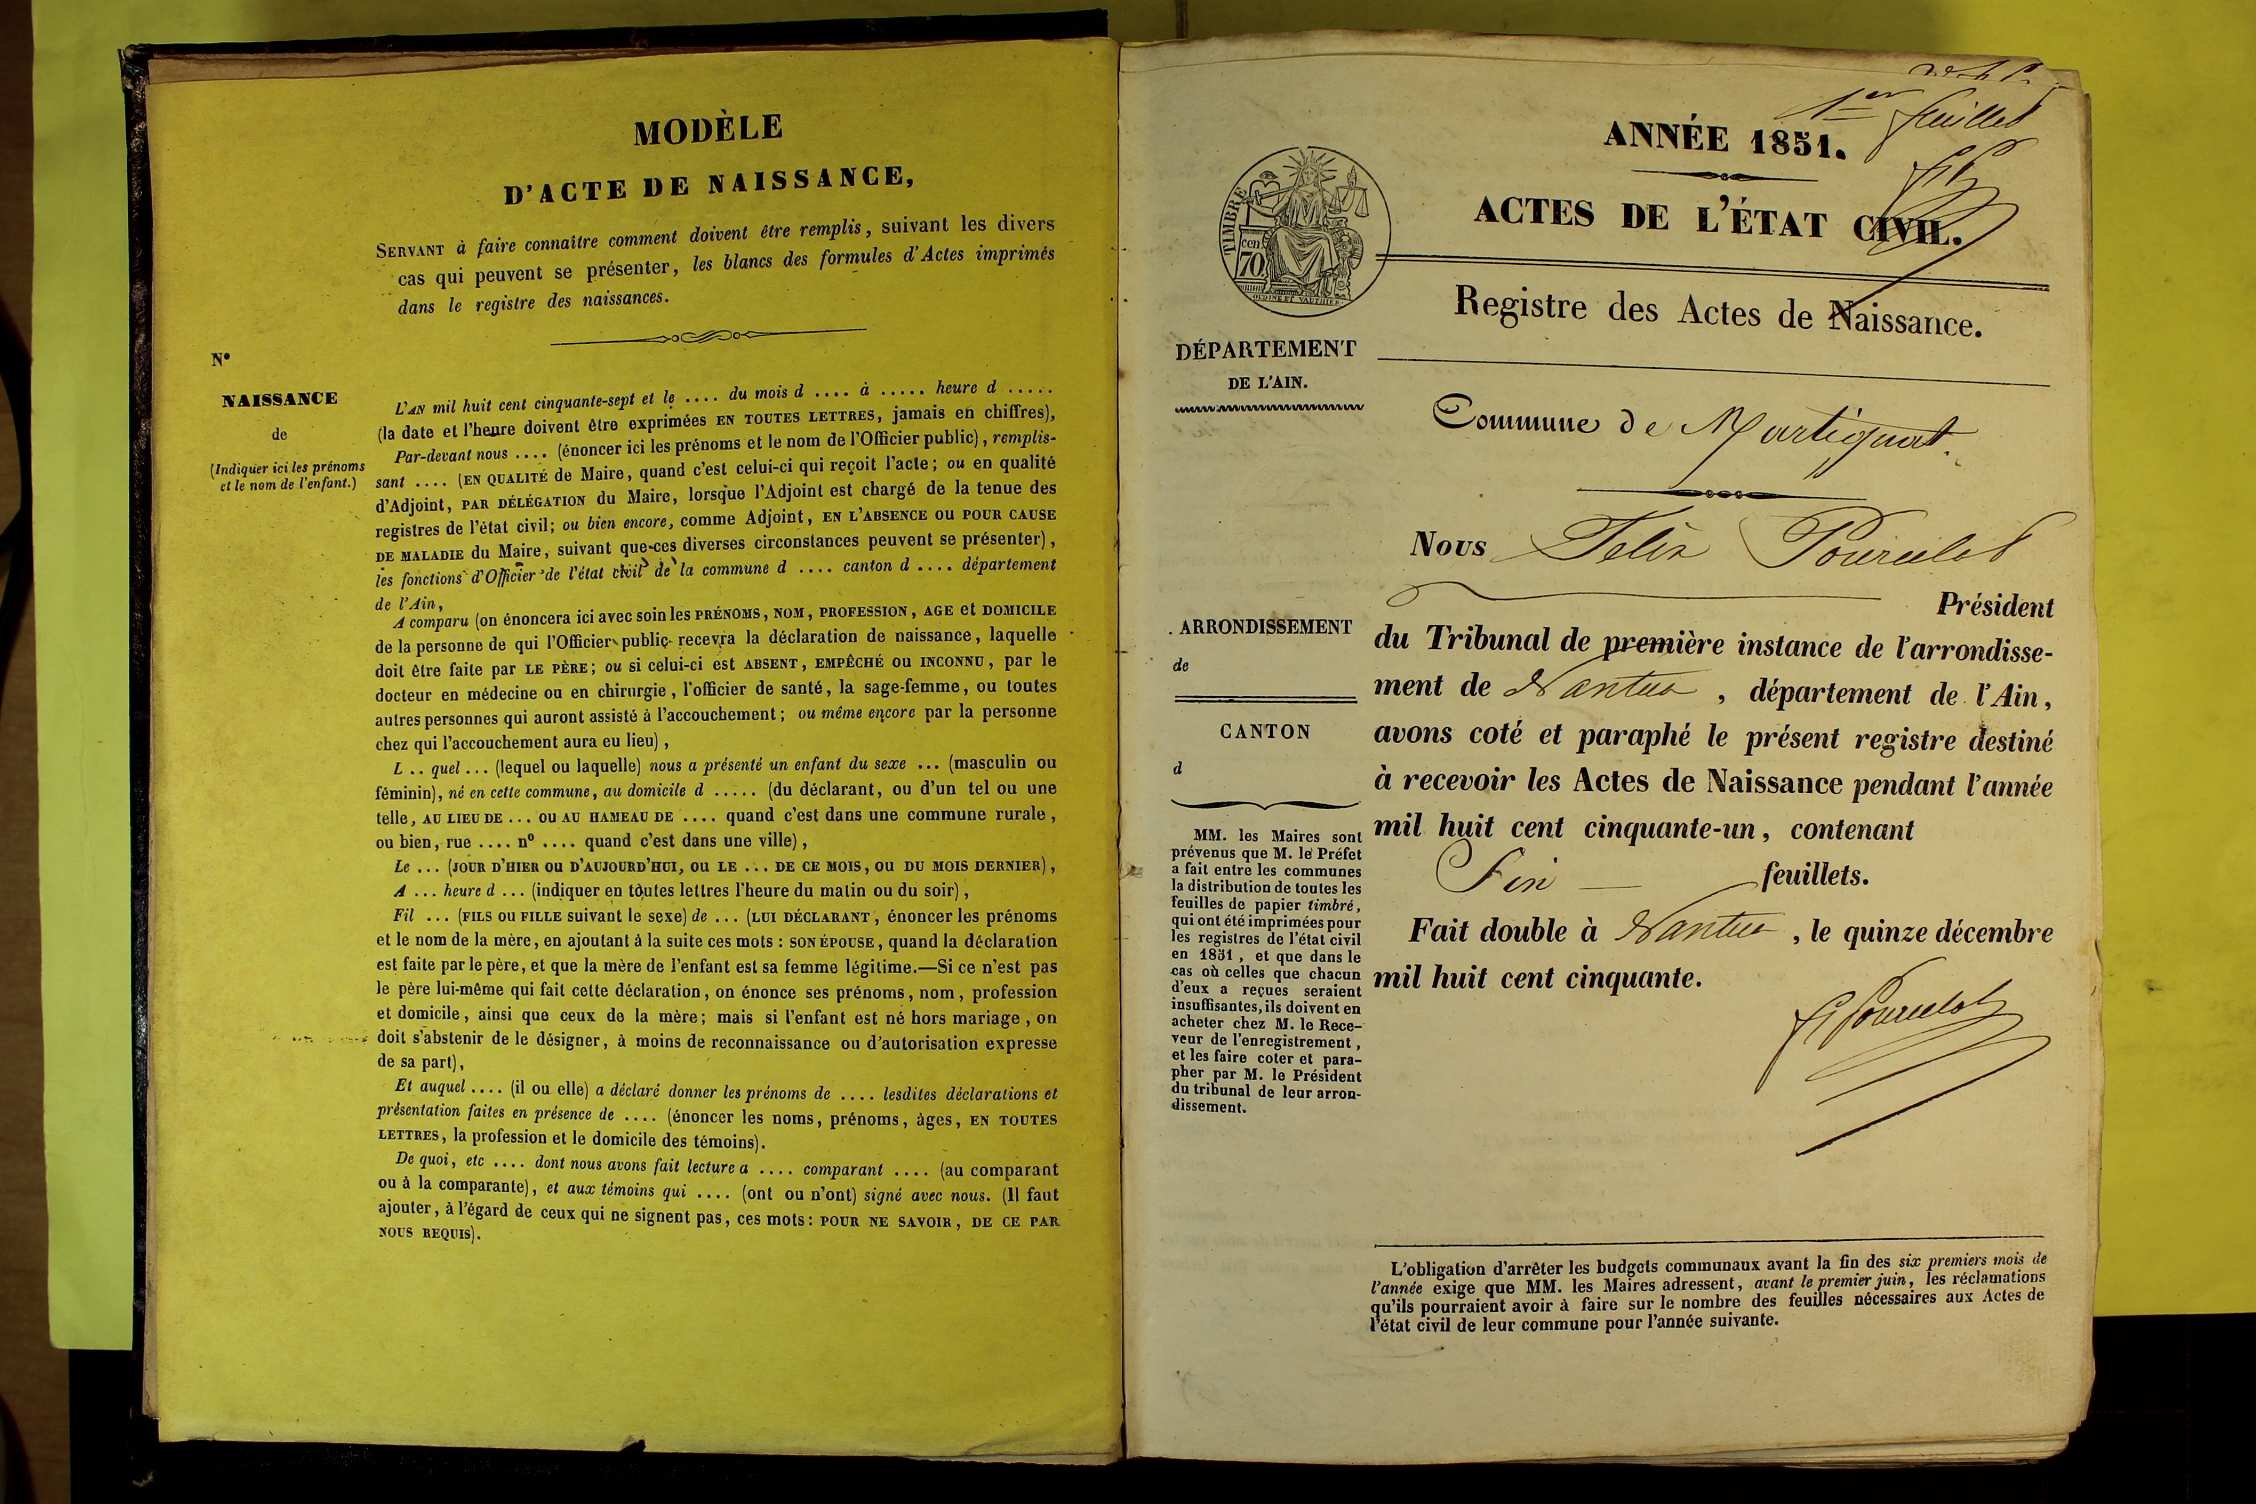 MODÈLE
D'ACTE DE NAISSANCE,
SERVANT à faire connaître comment doivent être remplis, suivant les divers
cas qui peuvent se présenter, les blancs des formules d'Actes imprimés
dans le registre des naissances.
N°
NAISSANCE
de
(Indiquer ici les prénoms
et le nom de l'enfant.)
L'AN mil huit cent cinquante-sept et le .... du mois d .... à ..... heure d .....
(la date et l'heure doivent être exprimées EN TOUTES LETTRES, jamais en chiffres),
Par-devant nous .... (énoncer ici les prénoms et le nom de l'Officier public), remplis-
sant .... (EN QUALITÉ de Maire, quand c'est celui-ci qui reçoit l'acte; ou en qualité
d'Adjoint, PAR DÉLÉGATION du Maire, lorsque l'Adjoint est chargé de la tenue des
registres de l'état civil; ou bien encore, comme Adjoint, EN L'ABSENCE OU POUR CAUSE
DE MALADIE du Maire, suivant que ces diverses circonstances peuvent se présenter),
les fonctions d'Officier de l'état civil de la commune d .... canton d .... département
de l'Ain,
A comparu (on énoncera ici avec soin les PRÉNOMS, NOM, PROFESSION, AGE et DOMICILE
de la personne de qui l'Officier public recevra la déclaration de naissance, laquelle
doit être faite par LE PÈRE; ou si celui-ci est ABSENT, EMPÊCHÉ OU INCONNU, par le
docteur en médecine ou en chirurgie, l'officier de santé, la sage-femme, ou toutes
autres personnes qui auront assisté à l'accouchement; ou même encore par la personne
chez qui l'accouchement aura eu lieu),
L .. quel ... (lequel ou laquelle) nous a présenté un enfant du sexe ... (masculin ou
féminin), né en cette commune, au domicile d ..... (du déclarant, ou d'un tel ou une
telle, AU LIEU DE ... OU AU HAMEAU DE .... quand c'est dans une commune rurale,
ou bien, rue .... n° .... quand c'est dans une ville),
Le ... (JOUR D'HIER OU D'AUJOURD'HUI, OU LE ... DE CE MOIS, OU DU MOIS DERNIER),
A ... heure d ... (indiquer en toutes lettres l'heure du matin ou du soir),
Fil ... (FILS OU FILLE suivant le sexe) de ... (LUI DÉCLARANT, énoncer les prénoms
et le nom de la mère, en ajoutant à la suite ces mots : SON ÉPOUSE, quand la déclaration
est faite par le père, et que la mère de l'enfant est sa femme légitime.—Si ce n'est pas
le père lui-même qui fait cette déclaration, on énonce ses prénoms, nom, profession
et domicile, ainsi que ceux de la mère; mais si l'enfant est né hors mariage, on
doit s'abstenir de le désigner, à moins de reconnaissance ou d'autorisation expresse
de sa part),
Et auquel .... (il ou elle) a déclaré donner les prénoms de .... lesdites déclarations et
présentation faites en présence de .... (énoncer les noms, prénoms, âges, EN TOUTES
LETTRES, la profession et le domicile des témoins).
De quoi, etc .... dont nous avons fait lecture a .... comparant .... (au comparant
ou à la comparante), et aux témoins qui .... (ont ou n'ont) signé avec nous. (Il faut
ajouter, à l'égard de ceux qui ne signent pas, ces mots: POUR NE SAVOIR, DE CE PAR
NOUS REQUIS).
1er feuillet
ANNÉE 1851.
ACTES DE L'ÉTAT CIVIL.
Registre des Actes de Naissance.
TIMBRE
cen
70
DÉPARTEMENT
DE L'AIN.
Commune de Martignat.
Nous Félix Pourcelot
Président
du Tribunal de première instance de l'arrondisse-
ment de Nantua, département de l'Ain,
avons coté et paraphé le présent registre destiné
à recevoir les Actes de Naissance pendant l'année
mil huit cent cinquante-un, contenant
feuillets.
Fait double à Nantua, le quinze décembre
mil huit cent cinquante.
Pourcelot
ARRONDISSEMENT
de
CANTON
d
MM. les Maires sont
prévenus que M. le Préfet
a fait entre les communes
la distribution de toutes les
feuilles de papier timbré,
qui ont été imprimées pour
les registres de l'état civil
en 1851, et que dans le
cas où celles que chacun
d'eux a reçues seraient
insuffisantes, ils doivent en
acheter chez M. le Rece-
veur de l'enregistrement,
et les faire coter et para-
pher par M. le Président
du tribunal de leur arron-
dissement.
L'obligation d'arrêter les budgets communaux avant la fin des six premiers mois de
l'année exige que MM. les Maires adressent, avant le premier juin, les réclamations
qu'ils pourraient avoir à faire sur le nombre des feuilles nécessaires aux Actes de
l'état civil de leur commune pour l'année suivante.